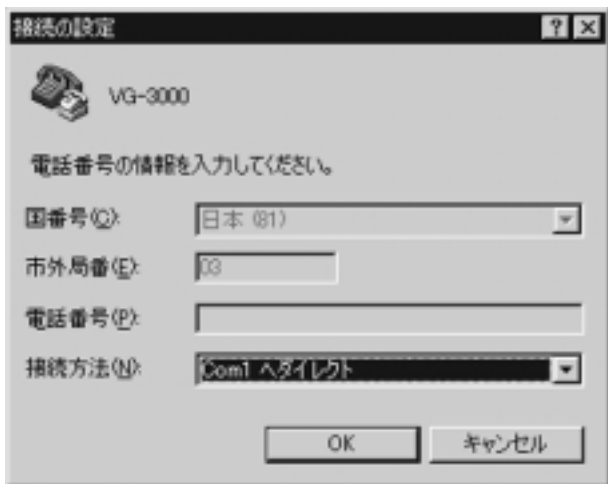 接続の設定
VG-3000
電話番号の情報を入力してください。
国番号(C): 日本 (81)
市外局番(E): 03
電話番号(P):
接続方法(N): Com1 へダイレクト
OK キャンセル